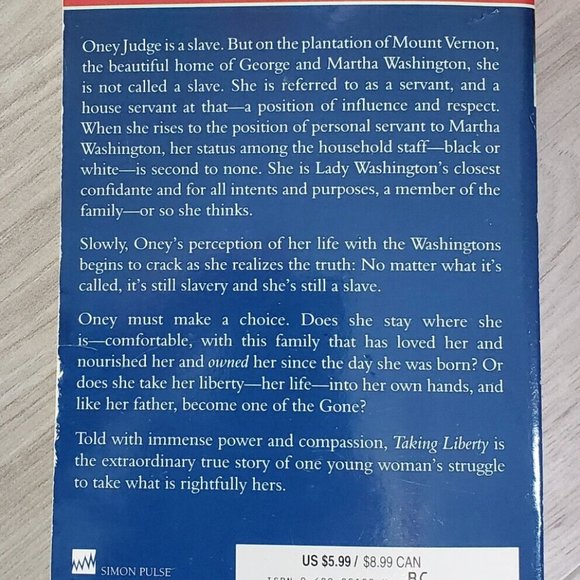 Oney Judge is a slave. But on the plantation of Mount Vernon,
the beautiful home of George and Martha Washington, she
is not called a slave. She is referred to as a servant, and a
house servant at that—a position of influence and respect.
When she rises to the position of personal servant to Martha
Washington, her status among the household staff—black or
white—is second to none. She is Lady Washington's closest
confidante and for all intents and purposes, a member of the
family—or so she thinks.
Slowly, Oney's perception of her life with the Washingtons
begins to crack as she realizes the truth: No matter what it's
called, it's still slavery and she's still a slave.
Oney must make a choice. Does she stay where she
is—comfortable, with this family that has loved her and
nourished her and owned her since the day she was born? Or
does she take her liberty—her life—into her own hands, and
like her father, become one of the Gone?
Told with immense power and compassion, Taking Liberty is
the extraordinary true story of one young woman's struggle
to take what is rightfully hers.
SIMON PULSE
US $5.99 / $8.99 CAN